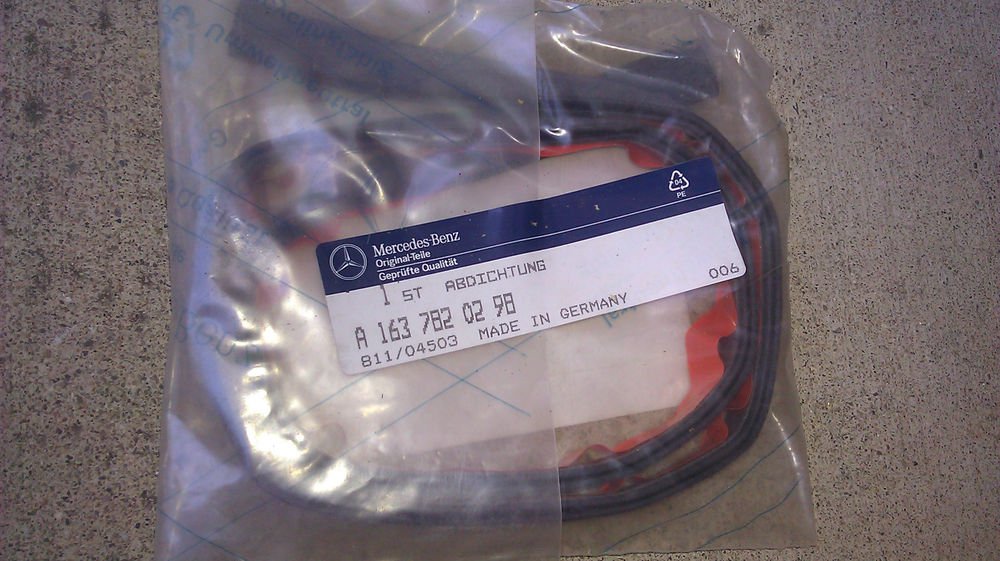 Mercedes-Benz
Original-Teile
Geprüfte Qualität
04
PE
1 ST ABDICHTUNG
006
A 163 782 02 98
811/04503 MADE IN GERMANY